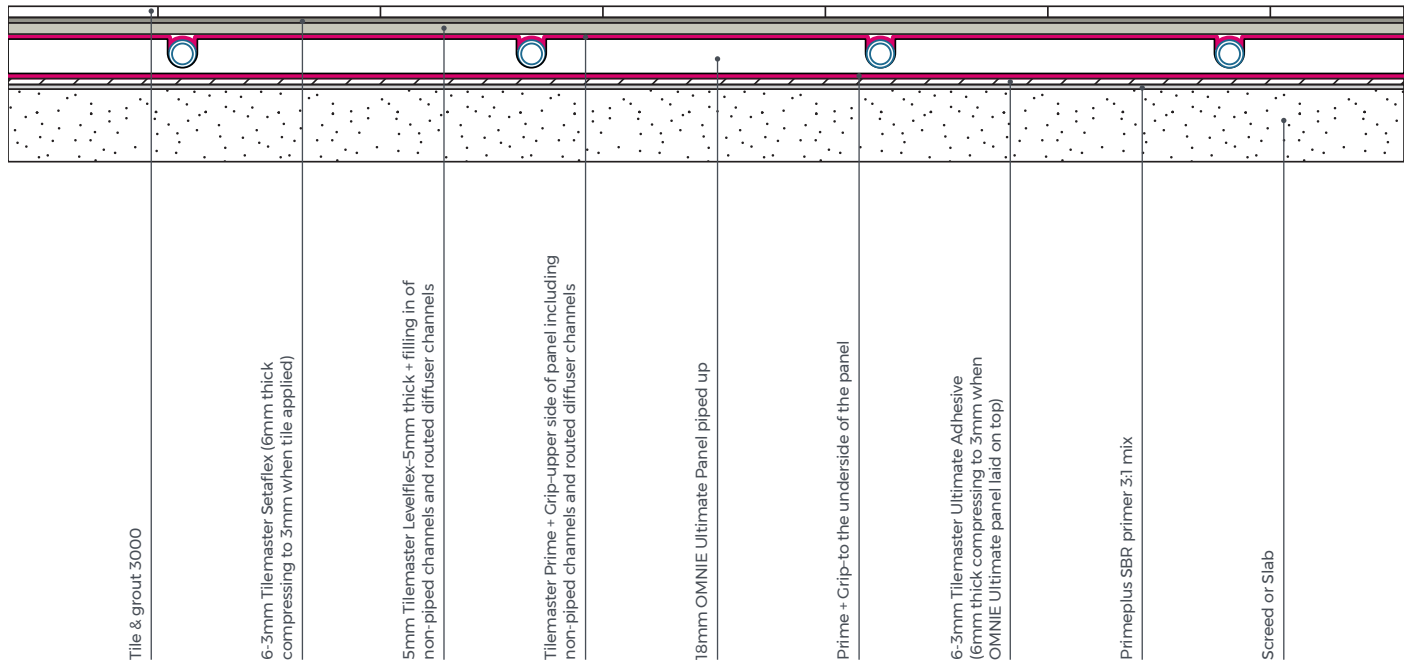 Tile & grout 3000
6-3mm Tilemaster Setaflex (6mm thick
compressing to 3mm when tile applied)
5mm Tilemaster Levelflex-5mm thick + filling in of
non-piped channels and routed diffuser channels
Tilemaster Prime + Grip-upper side of panel including
non-piped channels and routed diffuser channels
18mm OMNIE Ultimate Panel piped up
Prime + Grip-to the underside of the panel
6-3mm Tilemaster Ultimate Adhesive
(6mm thick compressing to 3mm when
OMNIE Ultimate panel laid on top)
Primeplus SBR primer 3:1 mix
Screed or Slab